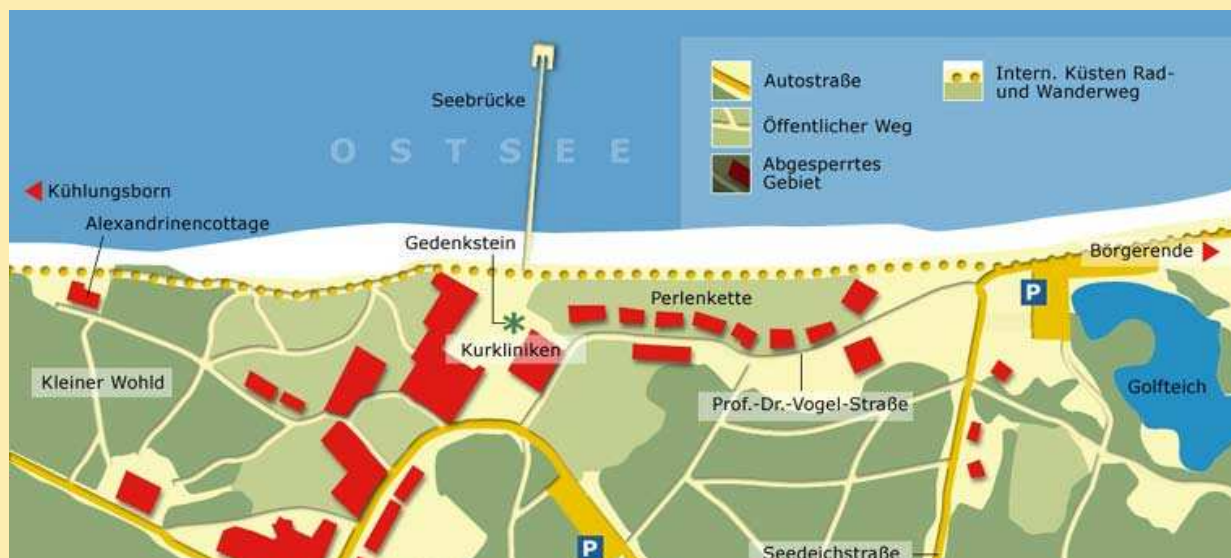 Autostraße
Intern. Küsten Rad-
und Wanderweg
Seebrücke
Öffentlicher Weg
OSTSEE
Abgesperrtes
Gebiet
Kühlungsborn
Alexandrinencottage
Gedenkstein
Börgerende
P
Perlenkette
Kurkliniken
Kleiner Wohld
Golfteich
Prof.-Dr.-Vogel-Straße
P
Seedeichstraße